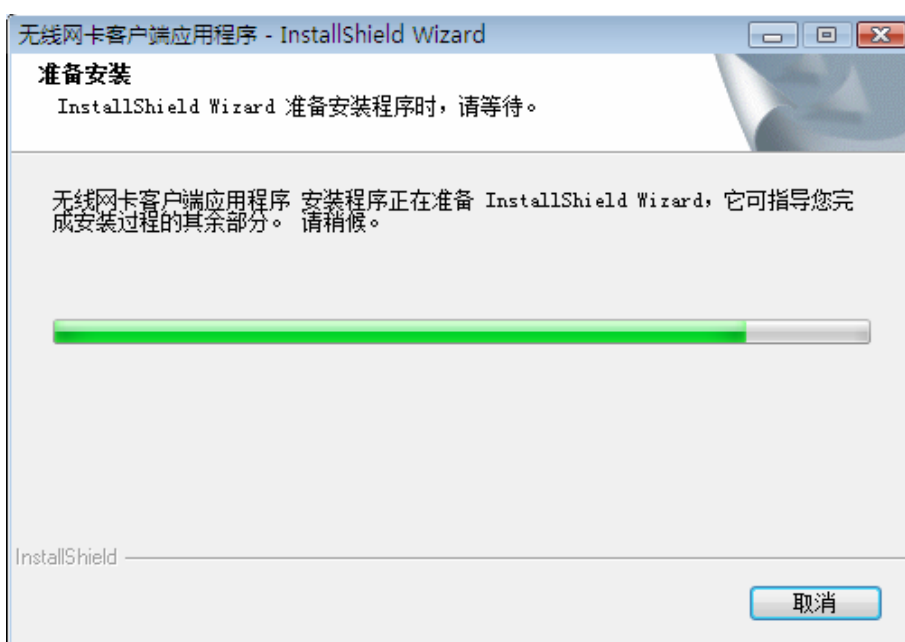 无线网卡客户端应用程序 - InstallShield Wizard
准备安装
InstallShield Wizard 准备安装程序时，请等待。
无线网卡客户端应用程序 安装程序正在准备 InstallShield Wizard，它可指导您完
成安装过程的其余部分。 请稍候。
InstallShield
取消